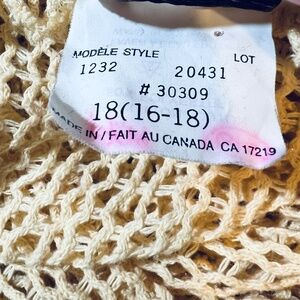 MODÈLE STYLE LOT
1232 20431
# 30309
18(16-18)
MADE IN / FAIT AU CANADA CA 17219